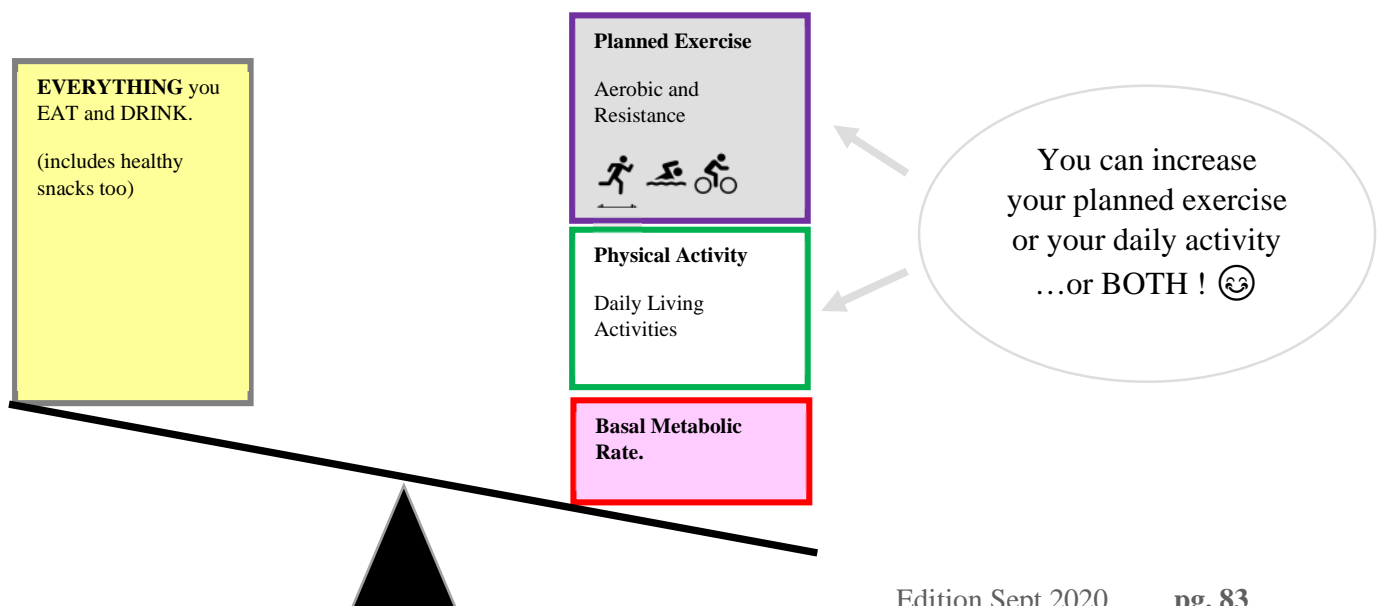 EVERYTHING you
EAT and DRINK.
(includes healthy
snacks too)
Planned Exercise
Aerobic and
Resistance
Physical Activity
Daily Living
Activities
Basal Metabolic
Rate.
You can increase
your planned exercise
or your daily activity
…or BOTH ! 😊
Edition Sept 2020 pg. 83